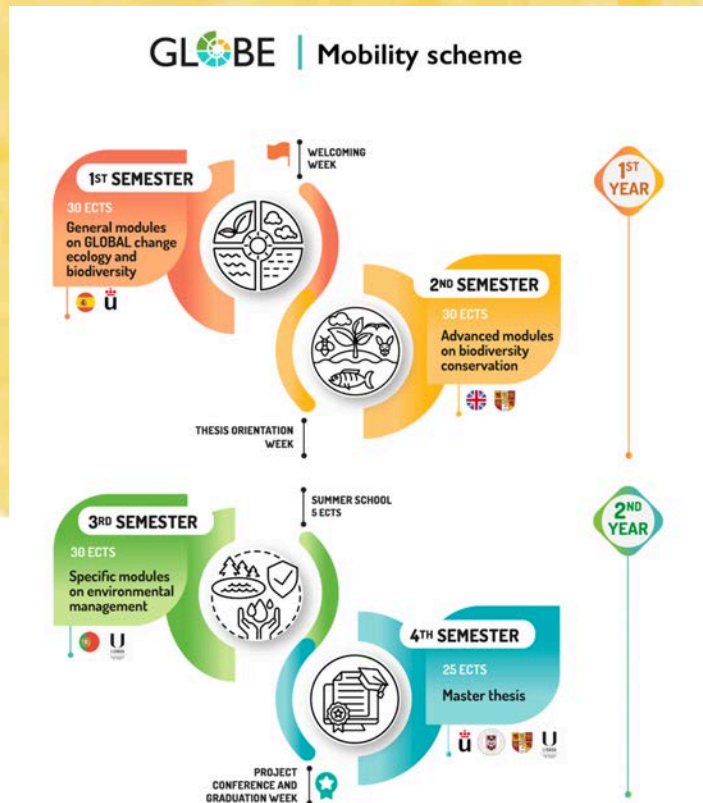 GLOBE | Mobility scheme
WELCOMING
WEEK
1ST SEMESTER
30 ECTS
General modules
on GLOBAL change
ecology and
biodiversity
ü
1ST
YEAR
2ND SEMESTER
30 ECTS
Advanced modules
on biodiversity
conservation
THESIS ORIENTATION
WEEK
SUMMER SCHOOL
5 ECTS
3RD SEMESTER
30 ECTS
Specific modules
on environmental
management
U
LISBOA
2ND
YEAR
4TH SEMESTER
25 ECTS
Master thesis
ü
U
LISBOA
PROJECT
CONFERENCE AND
GRADUATION WEEK